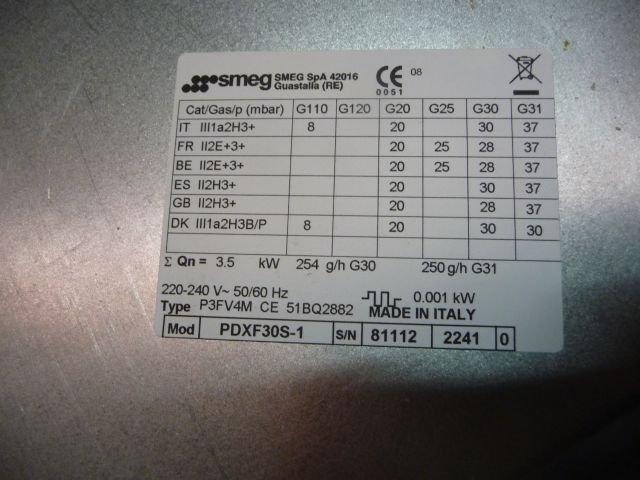 smeg SMEG SpA 42016 CE 08
Guastalla (RE) 0051
Cat/Gas/p (mbar) G110 G120 G20 G25 G30 G31
IT III1a2H3+ 8 20 30 37
FR II2E+3+ 20 25 28 37
BE II2E+3+ 20 25 28 37
ES II2H3+ 20 30 37
GB II2H3+ 20 28 37
DK III1a2H3B/P 8 20 30 30
Σ Qn = 3.5 kW 254 g/h G30 250 g/h G31
220-240 V~ 50/60 Hz 0.001 kW
Type P3FV4M CE 51BQ2882 MADE IN ITALY
Mod PDXF30S-1 S/N 81112 2241 0